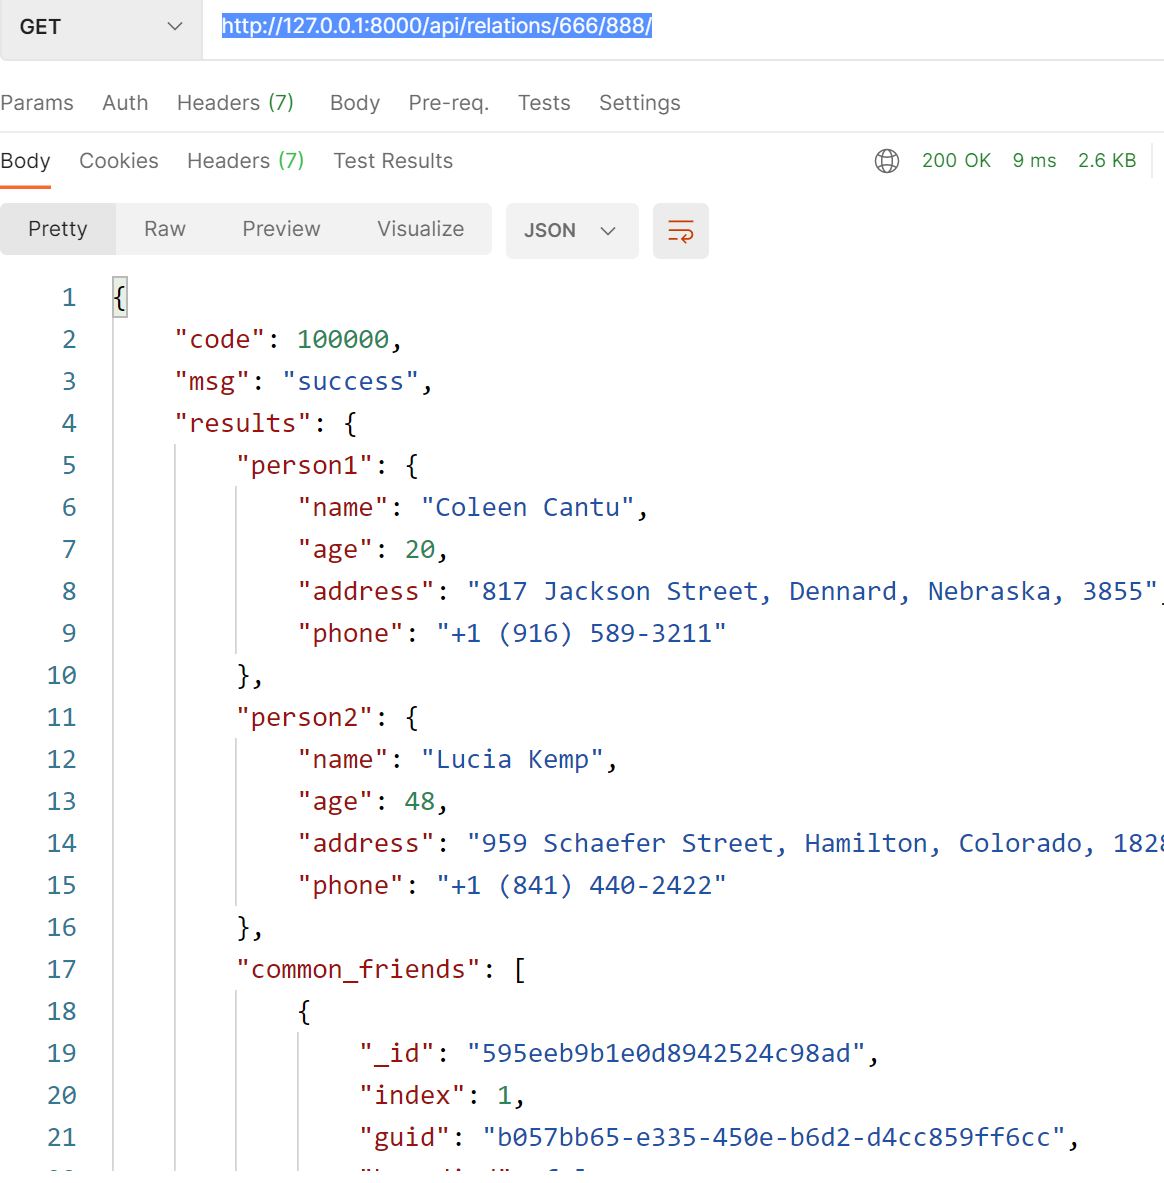 GET http://127.0.0.1:8000/api/relations/666/888/
Params Auth Headers (7) Body Pre-req. Tests Settings
Body Cookies Headers (7) Test Results 200 OK 9 ms 2.6 KB
Pretty Raw Preview Visualize JSON
1 {
2 "code": 100000,
3 "msg": "success",
4 "results": {
5 "person1": {
6 "name": "Coleen Cantu",
7 "age": 20,
8 "address": "817 Jackson Street, Dennard, Nebraska, 3855",
9 "phone": "+1 (916) 589-3211"
10 },
11 "person2": {
12 "name": "Lucia Kemp",
13 "age": 48,
14 "address": "959 Schaefer Street, Hamilton, Colorado, 1828
15 "phone": "+1 (841) 440-2422"
16 },
17 "common_friends": [
18 {
19 "_id": "595eeb9b1e0d8942524c98ad",
20 "index": 1,
21 "guid": "b057bb65-e335-450e-b6d2-d4cc859ff6cc",